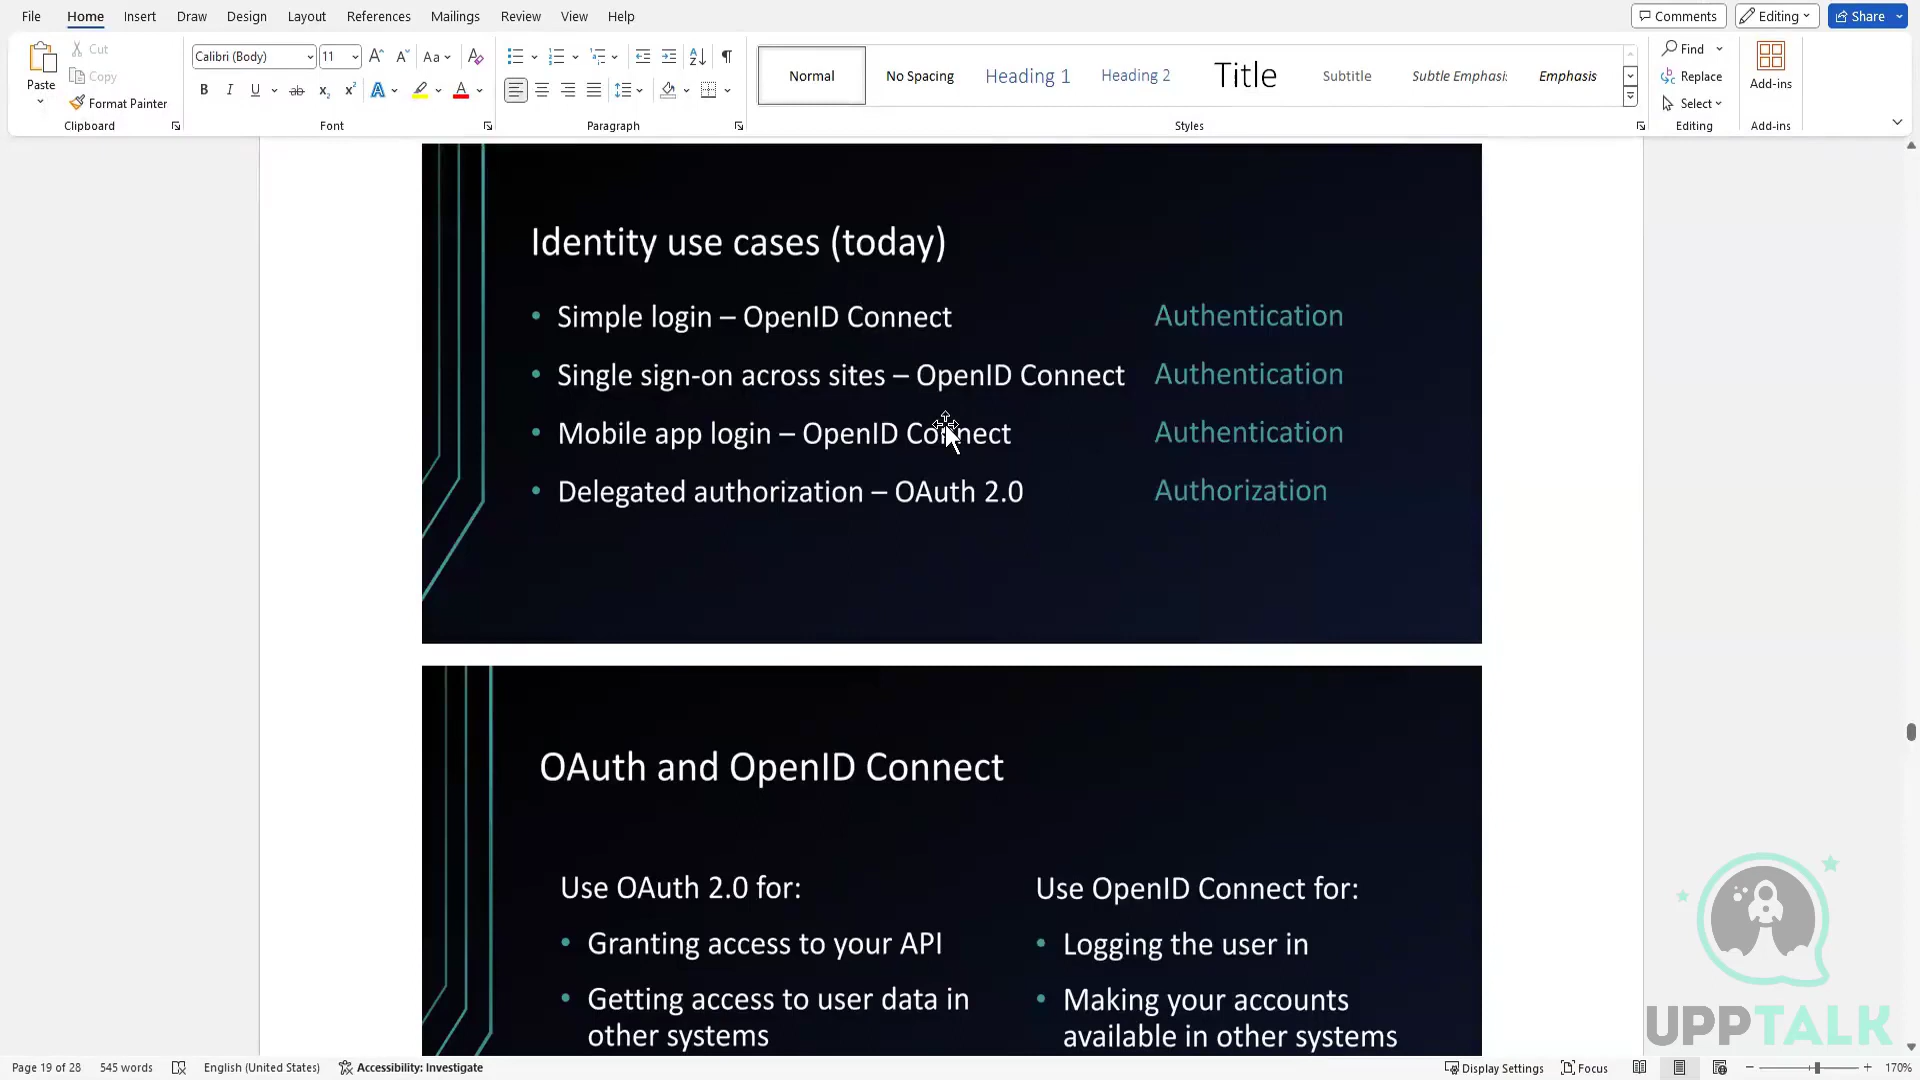 File Home Insert Draw Design Layout References Mailings Review View Help Comments Editing Share
Paste Cut Copy Format Painter
Clipboard
Calibri (Body) 11
Font
Paragraph
Normal No Spacing Heading 1 Heading 2 Title Subtitle Subtle Emphasi: Emphasis
Styles
Find
Replace
Select
Editing
Add-ins
Add-ins
Identity use cases (today)
• Simple login – OpenID Connect Authentication
• Single sign-on across sites – OpenID Connect Authentication
• Mobile app login – OpenID Connect Authentication
• Delegated authorization – OAuth 2.0 Authorization
OAuth and OpenID Connect
Use OAuth 2.0 for:
• Granting access to your API
• Getting access to user data in
other systems
Use OpenID Connect for:
• Logging the user in
• Making your accounts
available in other systems
UPPTALK
Page 19 of 28 545 words English (United States) Accessibility: Investigate Display Settings Focus 170%